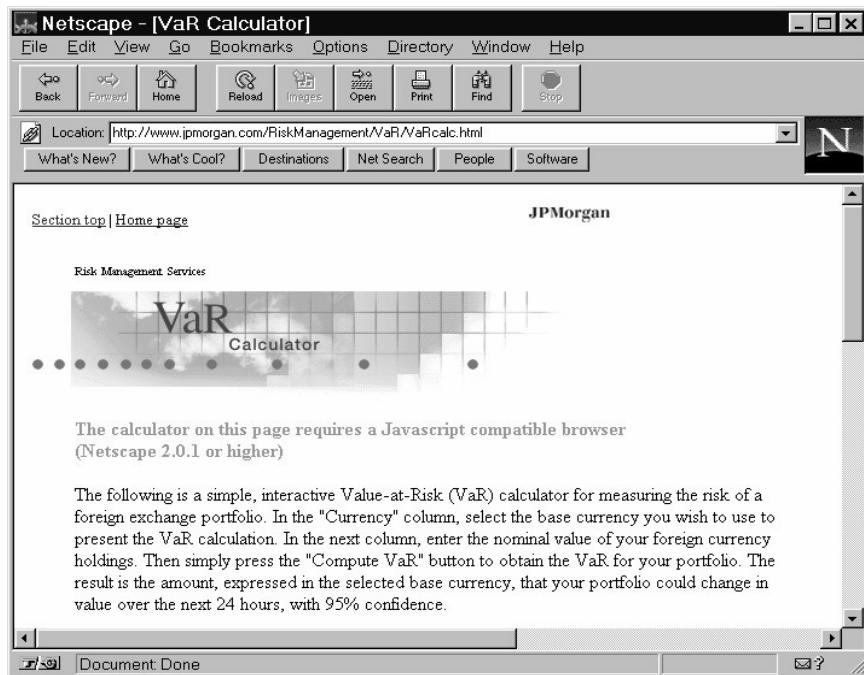 Netscape - [VaR Calculator]
File Edit View Go Bookmarks Options Directory Window Help
Back Forward Home Reload Images Open Print Find Stop
Location: http://www.jpmorgan.com/RiskManagement/VaR/VaRcalc.html
N
What's New? What's Cool? Destinations Net Search People Software
JPMorgan
Section top | Home page
Risk Management Services
VaR
Calculator
The calculator on this page requires a Javascript compatible browser
(Netscape 2.0.1 or higher)
The following is a simple, interactive Value-at-Risk (VaR) calculator for measuring the risk of a
foreign exchange portfolio. In the "Currency" column, select the base currency you wish to use to
present the VaR calculation. In the next column, enter the nominal value of your foreign currency
holdings. Then simply press the "Compute VaR" button to obtain the VaR for your portfolio. The
result is the amount, expressed in the selected base currency, that your portfolio could change in
value over the next 24 hours, with 95% confidence.
Document: Done
?